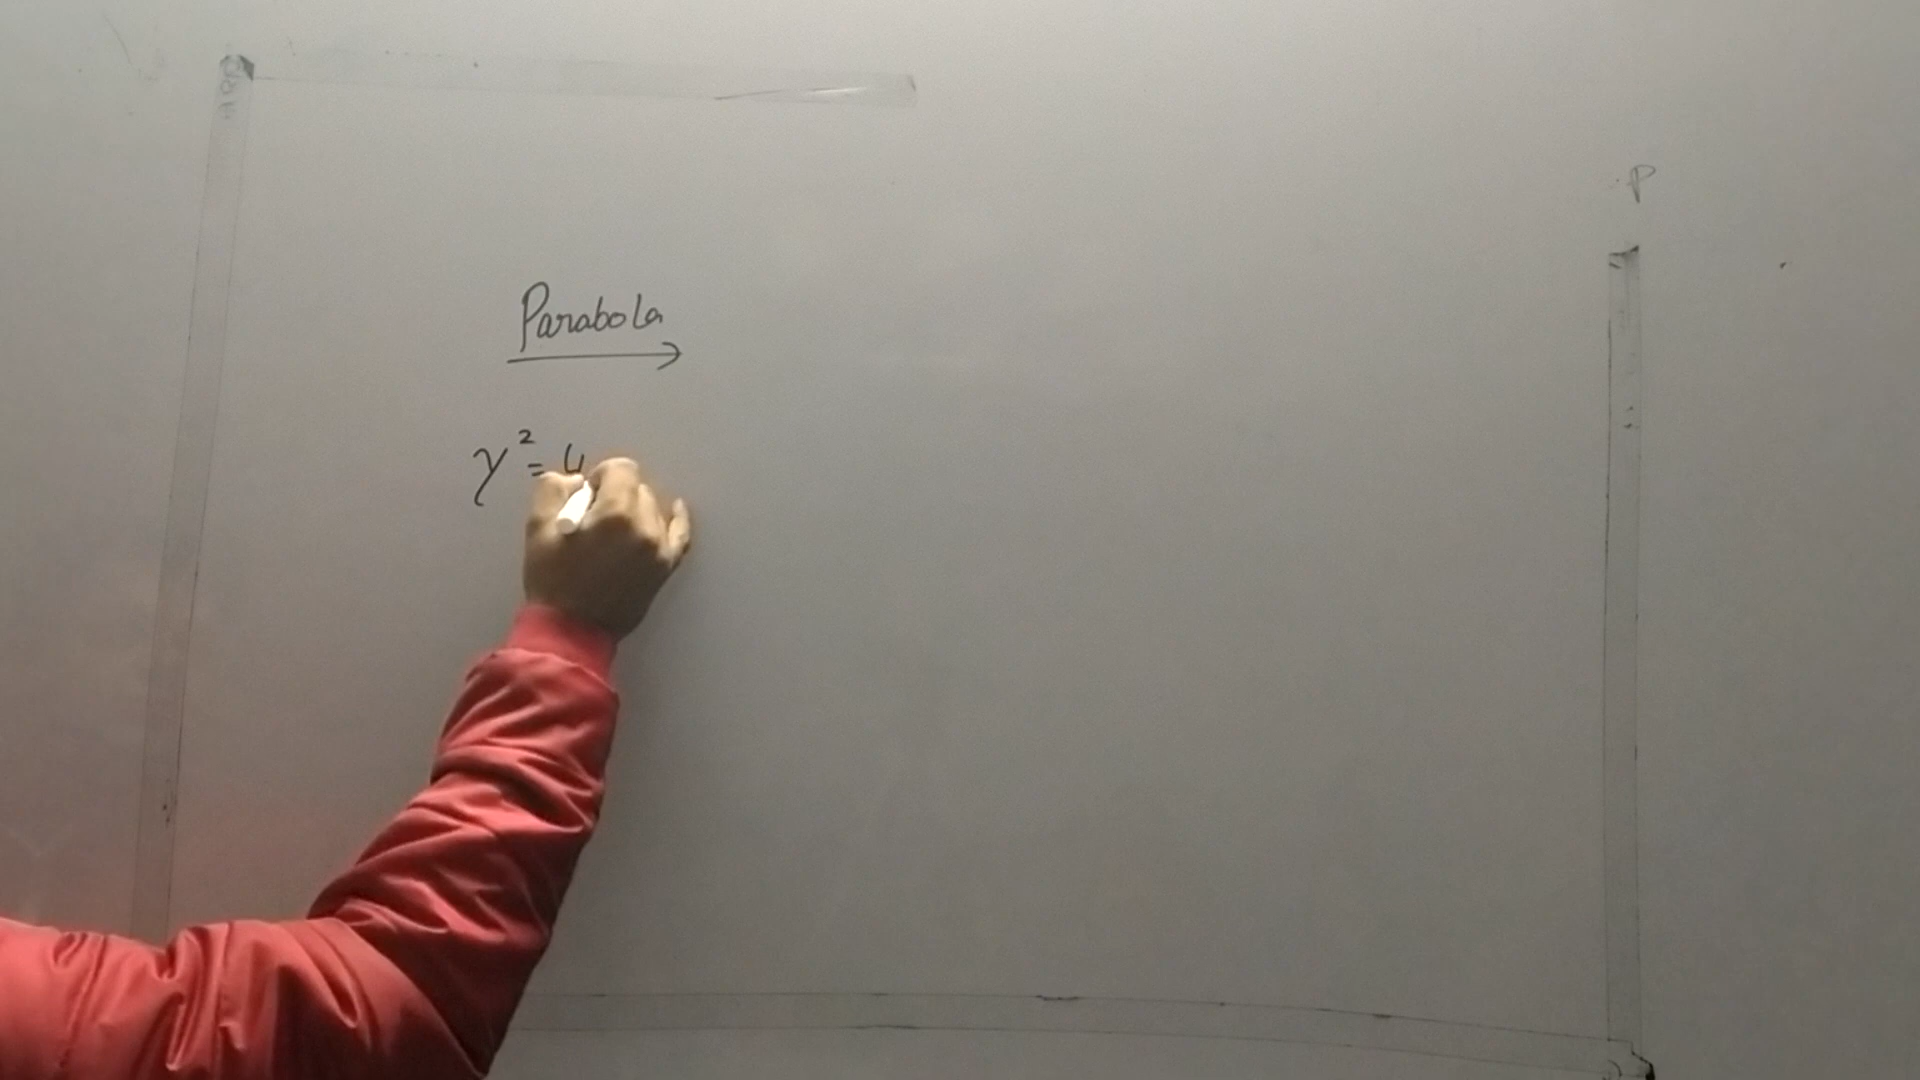 P
Parabola
y² = 4